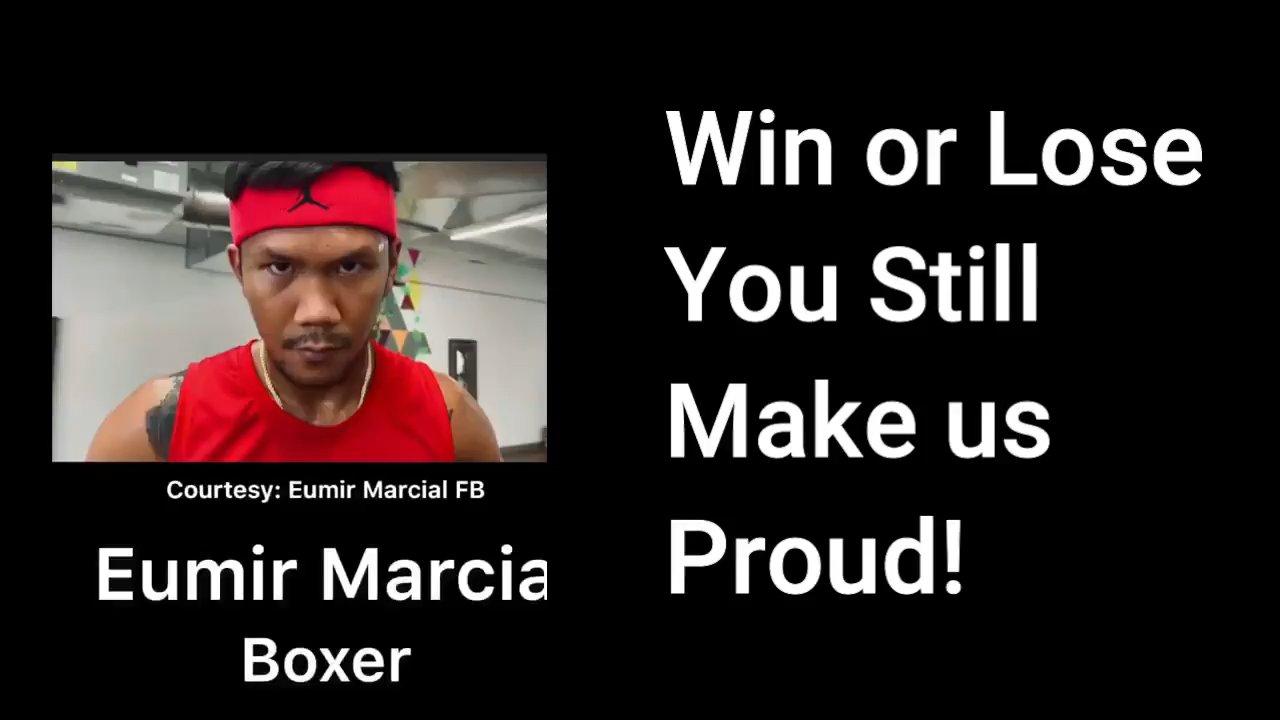 Win or Lose
You Still
Make us
Proud!
Courtesy: Eumir Marcial FB
Eumir Marcia
Boxer